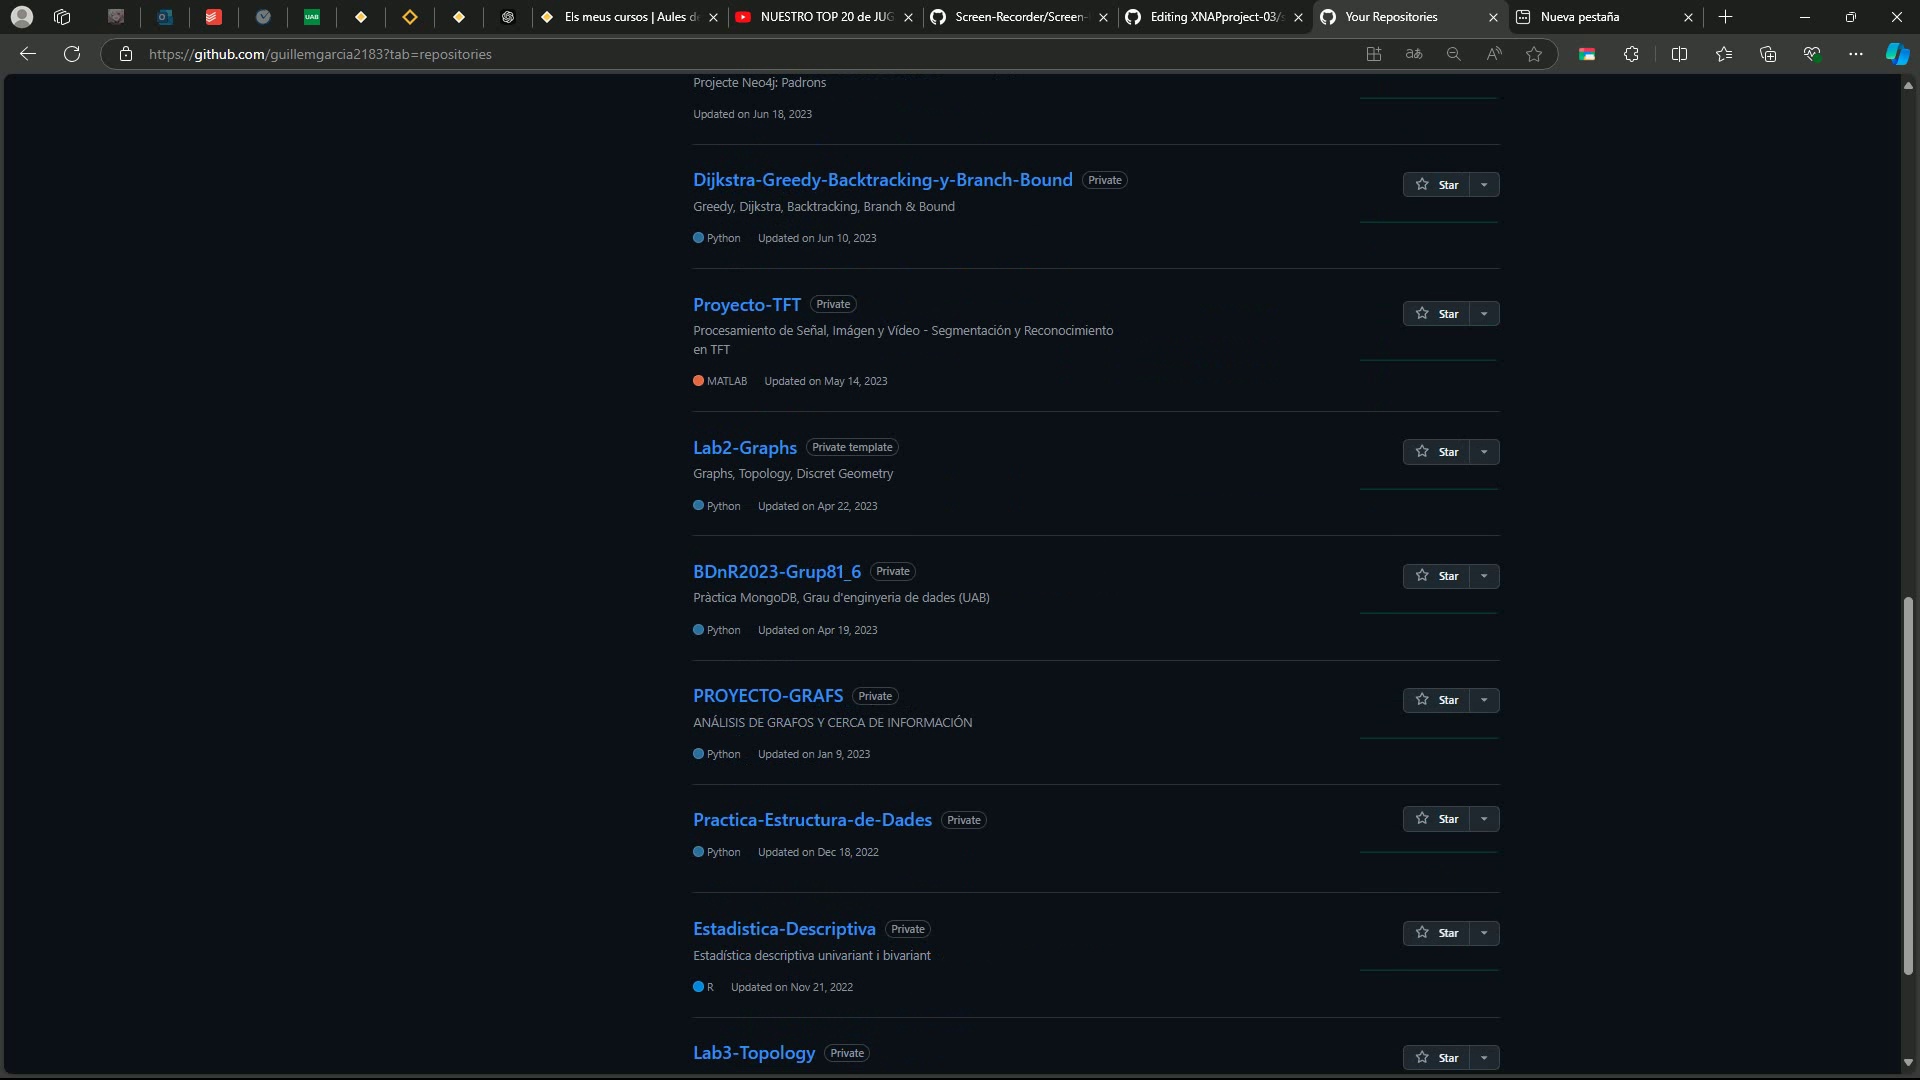 UAB
Els meus cursos | Aules d
NUESTRO TOP 20 de JUG
Screen-Recorder/Screen-
Editing XNAPproject-03/s
Your Repositories
Nueva pestaña
https://github.com/guillemgarcia2183?tab=repositories
Projecte Neo4j: Padrons
Updated on Jun 18, 2023
Dijkstra-Greedy-Backtracking-y-Branch-Bound Private
Star
Greedy, Dijkstra, Backtracking, Branch & Bound
Python Updated on Jun 10, 2023
Proyecto-TFT Private
Star
Procesamiento de Señal, Imágen y Vídeo - Segmentación y Reconocimiento
en TFT
MATLAB Updated on May 14, 2023
Lab2-Graphs Private template
Star
Graphs, Topology, Discret Geometry
Python Updated on Apr 22, 2023
BDnR2023-Grup81_6 Private
Star
Pràctica MongoDB, Grau d'enginyeria de dades (UAB)
Python Updated on Apr 19, 2023
PROYECTO-GRAFS Private
Star
ANÁLISIS DE GRAFOS Y CERCA DE INFORMACIÓN
Python Updated on Jan 9, 2023
Practica-Estructura-de-Dades Private
Star
Python Updated on Dec 18, 2022
Estadistica-Descriptiva Private
Star
Estadística descriptiva univariant i bivariant
R Updated on Nov 21, 2022
Lab3-Topology Private
Star